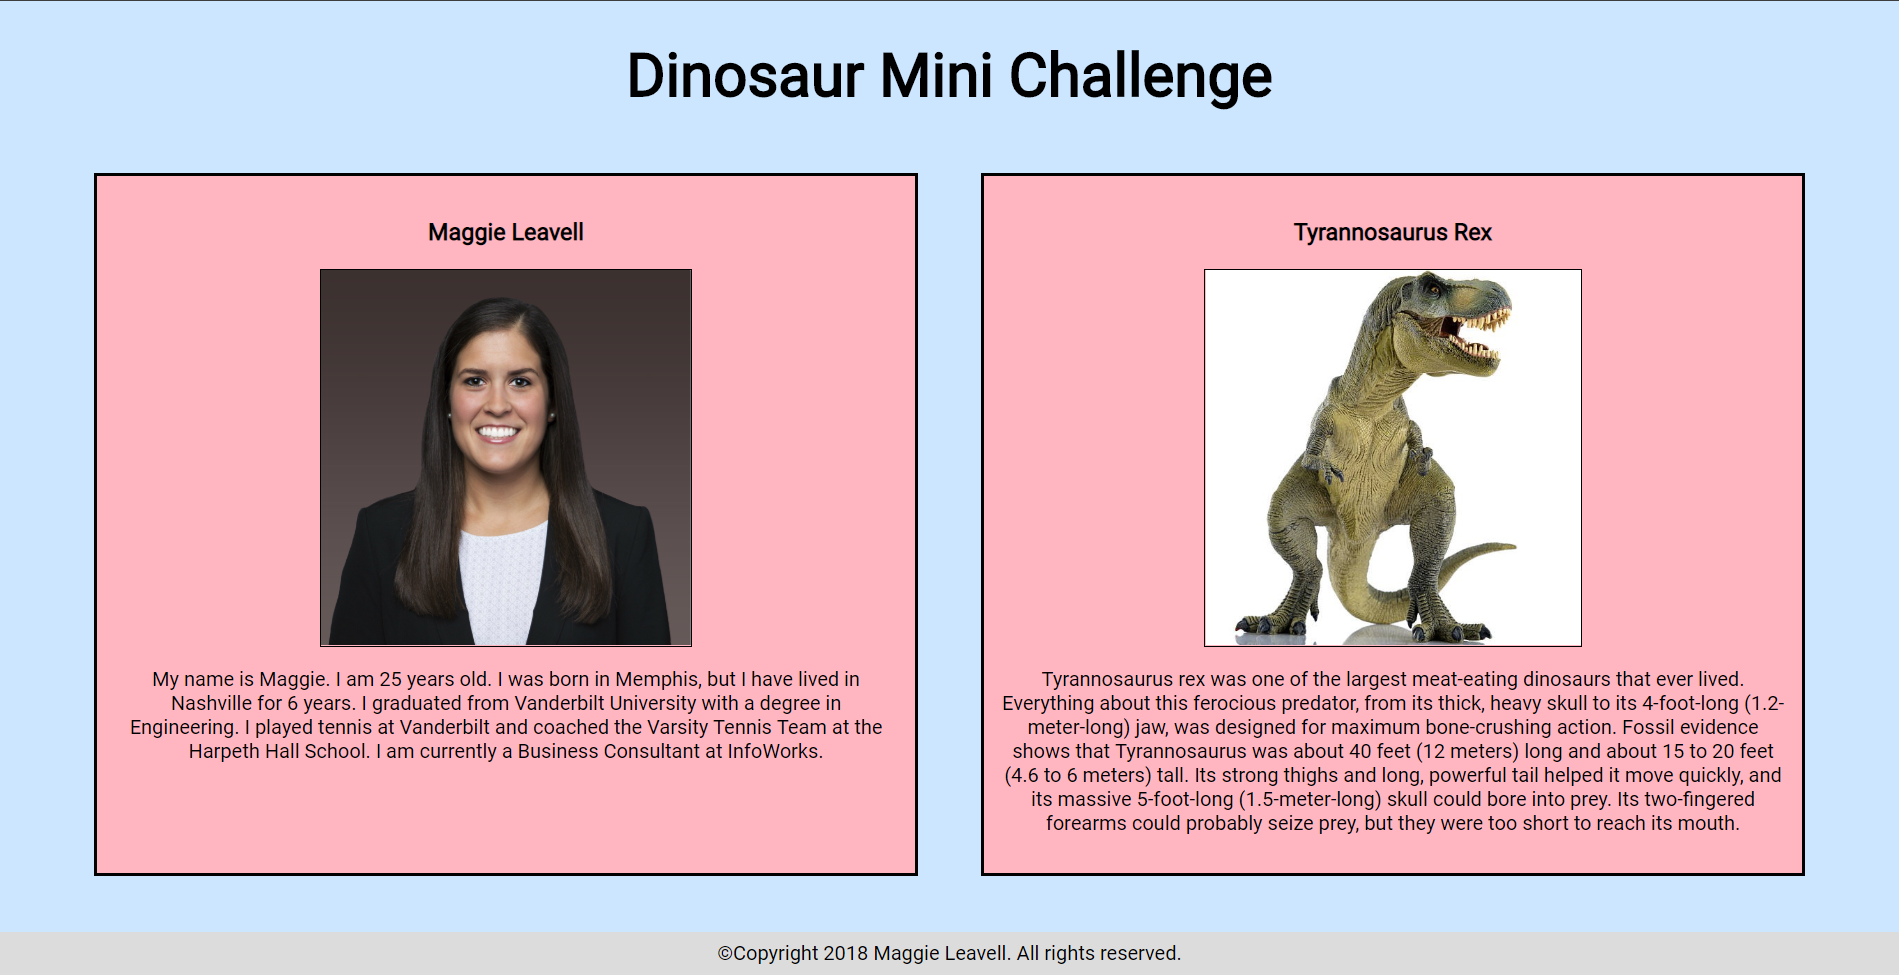 Dinosaur Mini Challenge
Maggie Leavell
My name is Maggie. I am 25 years old. I was born in Memphis, but I have lived in
Nashville for 6 years. I graduated from Vanderbilt University with a degree in
Engineering. I played tennis at Vanderbilt and coached the Varsity Tennis Team at the
Harpeth Hall School. I am currently a Business Consultant at InfoWorks.
Tyrannosaurus Rex
Tyrannosaurus rex was one of the largest meat-eating dinosaurs that ever lived.
Everything about this ferocious predator, from its thick, heavy skull to its 4-foot-long (1.2-
meter-long) jaw, was designed for maximum bone-crushing action. Fossil evidence
shows that Tyrannosaurus was about 40 feet (12 meters) long and about 15 to 20 feet
(4.6 to 6 meters) tall. Its strong thighs and long, powerful tail helped it move quickly, and
its massive 5-foot-long (1.5-meter-long) skull could bore into prey. Its two-fingered
forearms could probably seize prey, but they were too short to reach its mouth.
©Copyright 2018 Maggie Leavell. All rights reserved.